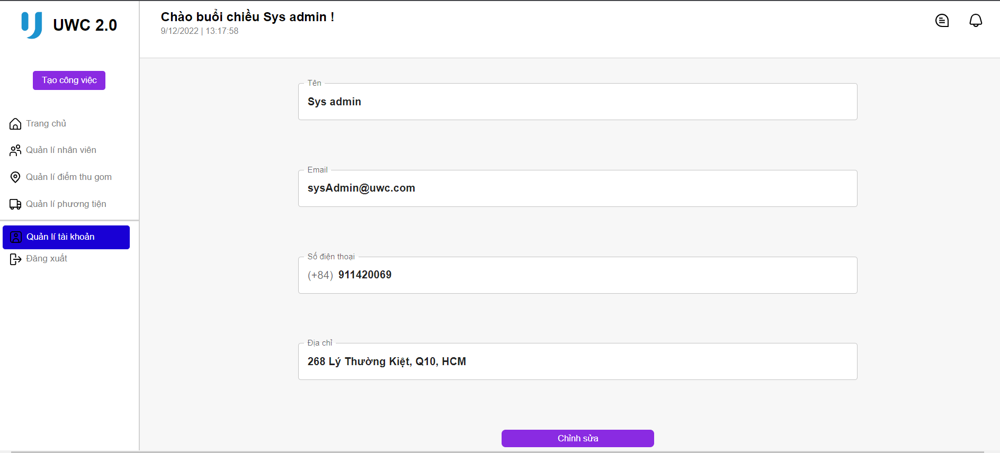 UWC 2.0
Tạo công việc
Trang chủ
Quản lí nhân viên
Quản lí điểm thu gom
Quản lí phương tiện
Quản lí tài khoản
Đăng xuất
Chào buổi chiều Sys admin !
9/12/2022 | 13:17:58
Tên
Sys admin
Email
sysAdmin@uwc.com
Số điện thoại
(+84) 911420069
Địa chỉ
268 Lý Thường Kiệt, Q10, HCM
Chỉnh sửa